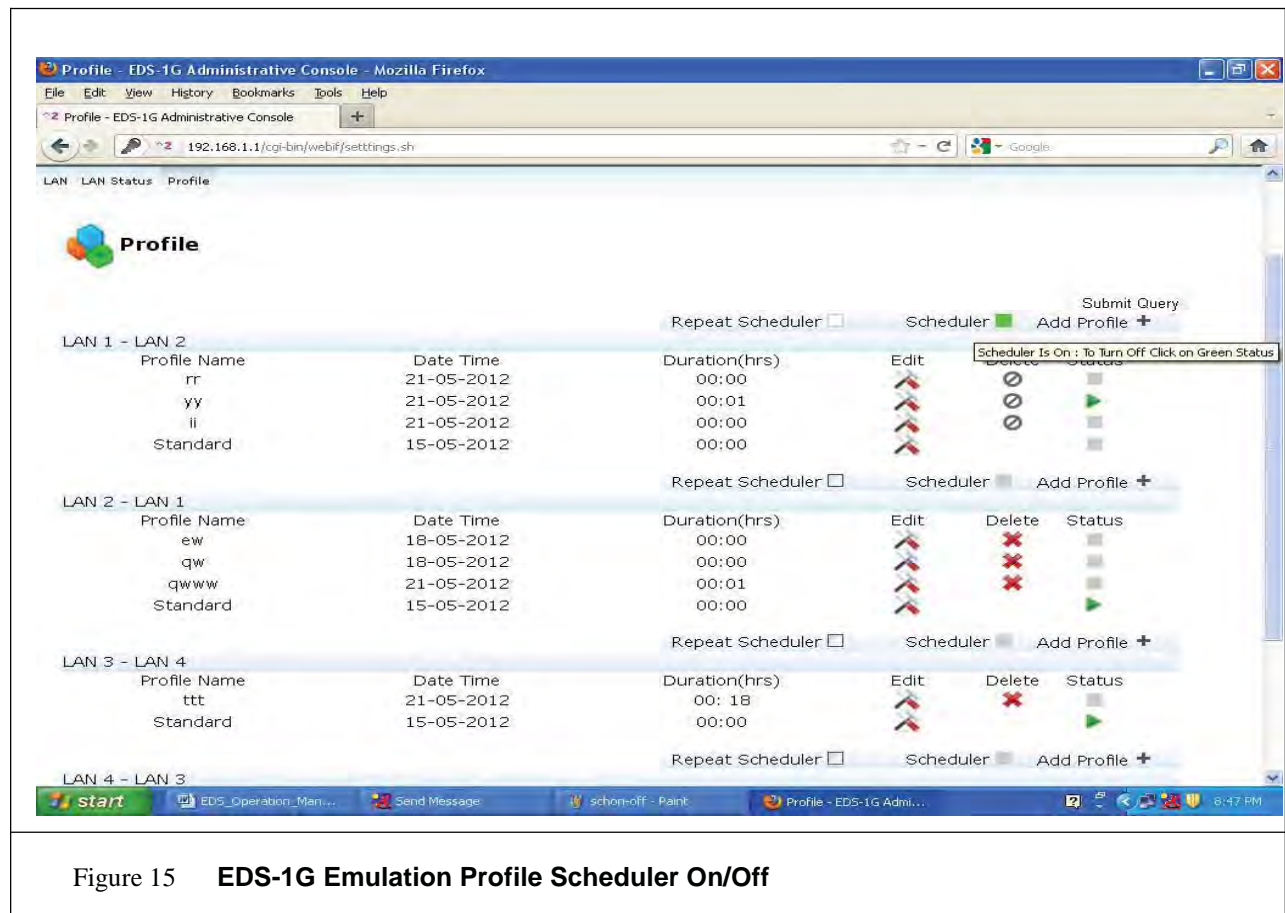 Profile - EDS-1G Administrative Console - Mozilla Firefox
File Edit View History Bookmarks Tools Help
Profile - EDS-1G Administrative Console
192.168.1.1/cgi-bin/webif/setttings.sh Google
LAN LAN Status Profile
Profile
Submit Query
Repeat Scheduler Scheduler Add Profile +
LAN 1 - LAN 2
Scheduler Is On : To Turn Off Click on Green Status
Profile Name Date Time Duration(hrs) Edit Delete Status
rr 21-05-2012 00:00
yy 21-05-2012 00:01
ii 21-05-2012 00:00
Standard 15-05-2012 00:00
Repeat Scheduler Scheduler Add Profile +
LAN 2 - LAN 1
Profile Name Date Time Duration(hrs) Edit Delete Status
ew 18-05-2012 00:00
qw 18-05-2012 00:00
qwww 21-05-2012 00:01
Standard 15-05-2012 00:00
Repeat Scheduler Scheduler Add Profile +
LAN 3 - LAN 4
Profile Name Date Time Duration(hrs) Edit Delete Status
ttt 21-05-2012 00: 18
Standard 15-05-2012 00:00
Repeat Scheduler Scheduler Add Profile +
LAN 4 - LAN 3
start EDS_Operation_Man... Send Message schon-off - Paint Profile - EDS-1G Admi... 8:47 PM
Figure 15 EDS-1G Emulation Profile Scheduler On/Off